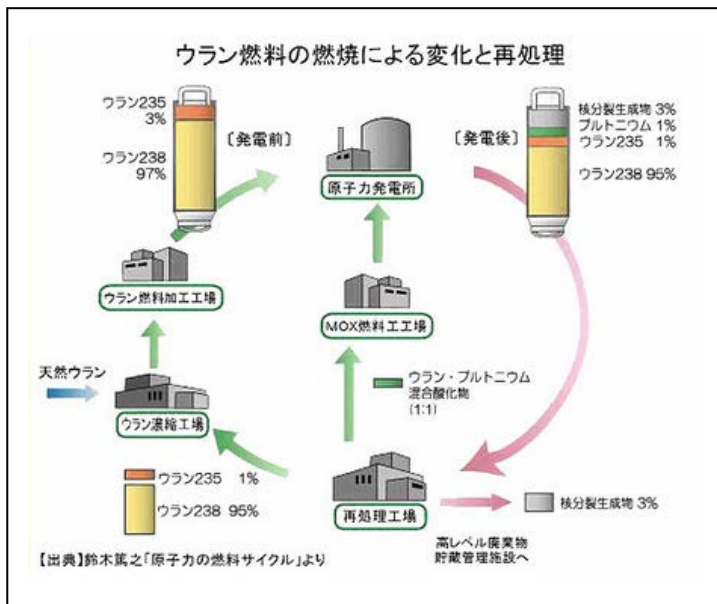 ウラン燃料の燃焼による変化と再処理
ウラン235
3%
ウラン238
97%
〔発電前〕
原子力発電所
〔発電後〕
核分裂生成物 3%
プルトニウム 1%
ウラン235 1%
ウラン238 95%
ウラン燃料加工工場
MOX燃料工工場
天然ウラン
ウラン濃縮工場
ウラン・プルトニウム
混合酸化物
(1:1)
ウラン235 1%
ウラン238 95%
再処理工場
核分裂生成物 3%
高レベル廃棄物
貯蔵管理施設へ
【出典】鈴木篤之「原子力の燃料サイクル」より